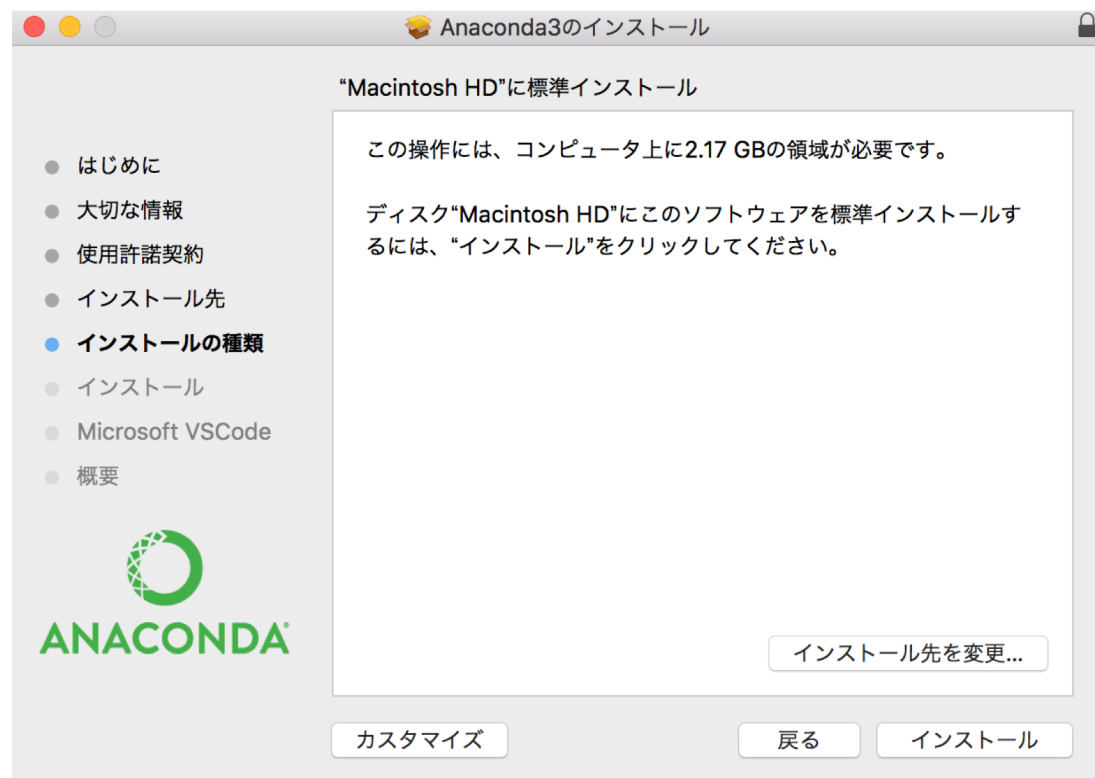 Anaconda3のインストール
"Macintosh HD"に標準インストール
はじめに
大切な情報
使用許諾契約
インストール先
インストールの種類
インストール
Microsoft VSCode
概要
ANACONDA®
この操作には、コンピュータ上に2.17 GBの領域が必要です。
ディスク“Macintosh HD”にこのソフトウェアを標準インストールす
るには、“インストール”をクリックしてください。
インストール先を変更...
カスタマイズ
戻る
インストール